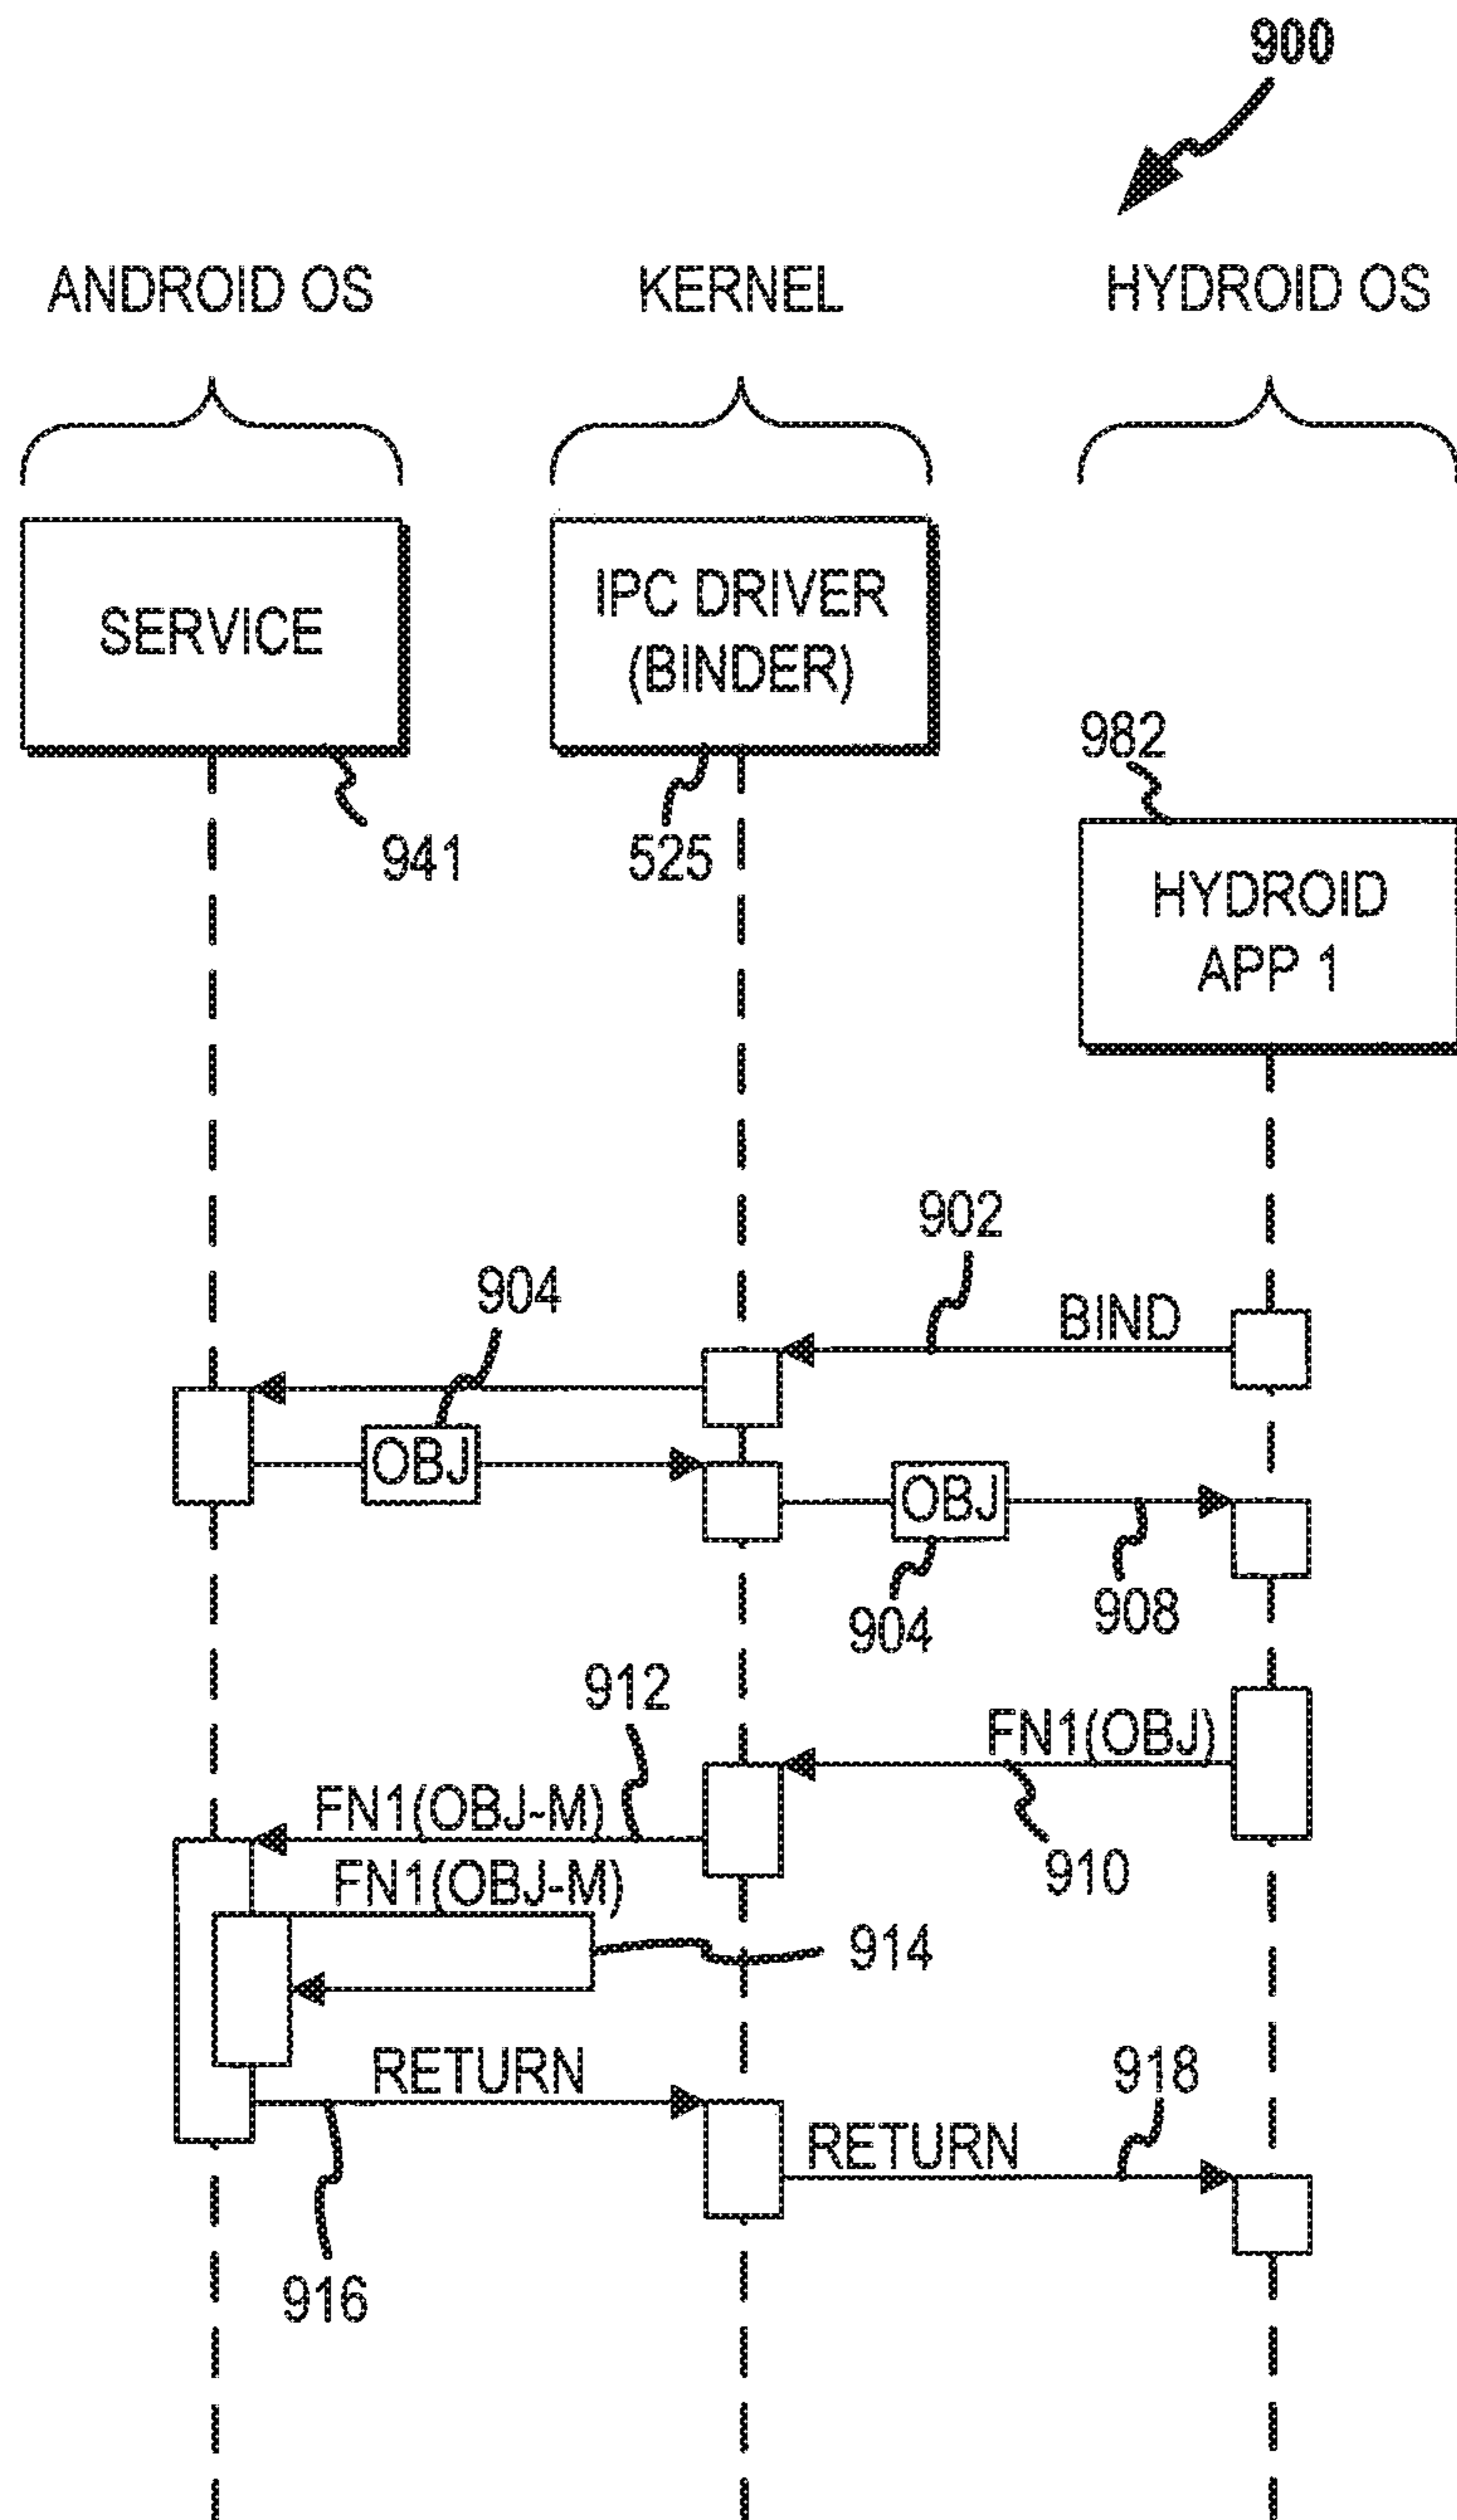 900
ANDROID OS
KERNEL
HYDROID OS
SERVICE
IPC DRIVER
(BINDER)
982
941
525
HYDROID
APP 1
902
904
BIND
OBJ
OBJ
904
908
912
FN1(OBJ)
FN1(OBJ-M)
910
FN1(OBJ-M)
914
RETURN
918
RETURN
916